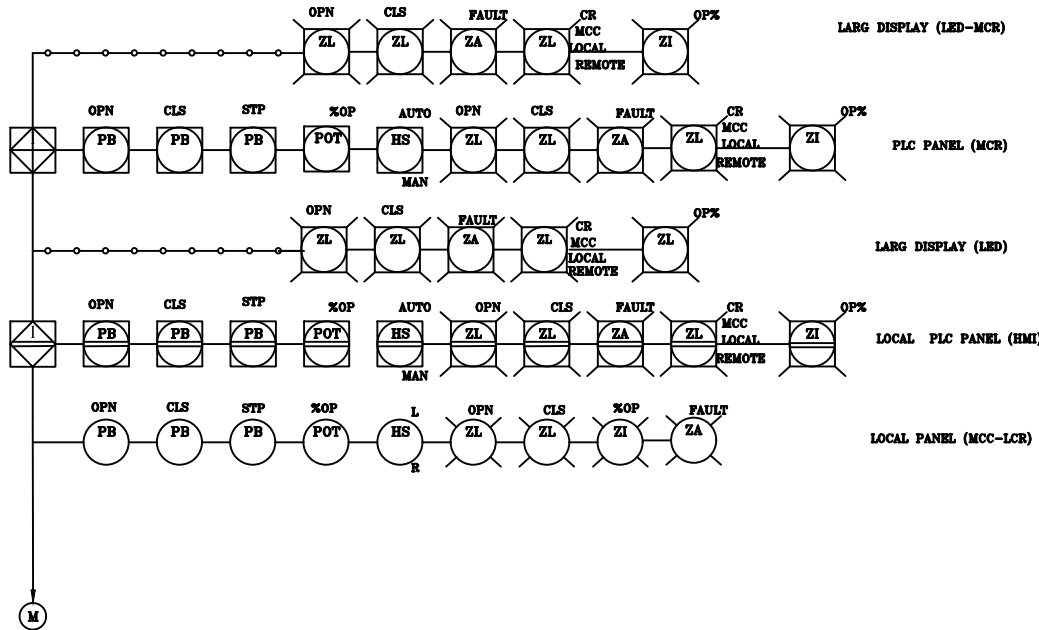 OPN CLS FAULT CR OP%
MCC
ZL ZL ZA ZL LOCAL ZI LARG DISPLAY (LED-MCR)
REMOTE
OPN CLS STP %OP AUTO OPN CLS FAULT CR OP%
MCC
I PB PB PB POT HS ZL ZL ZA ZL LOCAL ZI PLC PANEL (MCR)
REMOTE
MAN
OPN CLS FAULT CR OP%
ZL ZL ZA ZL MCC ZL LARG DISPLAY (LED)
LOCAL
REMOTE
OPN CLS STP %OP AUTO OPN CLS FAULT CR OP%
MCC
I PB PB PB POT HS ZL ZL ZA ZL LOCAL ZI LOCAL PLC PANEL (HMI)
REMOTE
MAN
OPN CLS STP %OP L OPN CLS %OP FAULT
PB PB PB POT HS ZL ZL ZI ZA LOCAL PANEL (MCC-LCR)
R
M